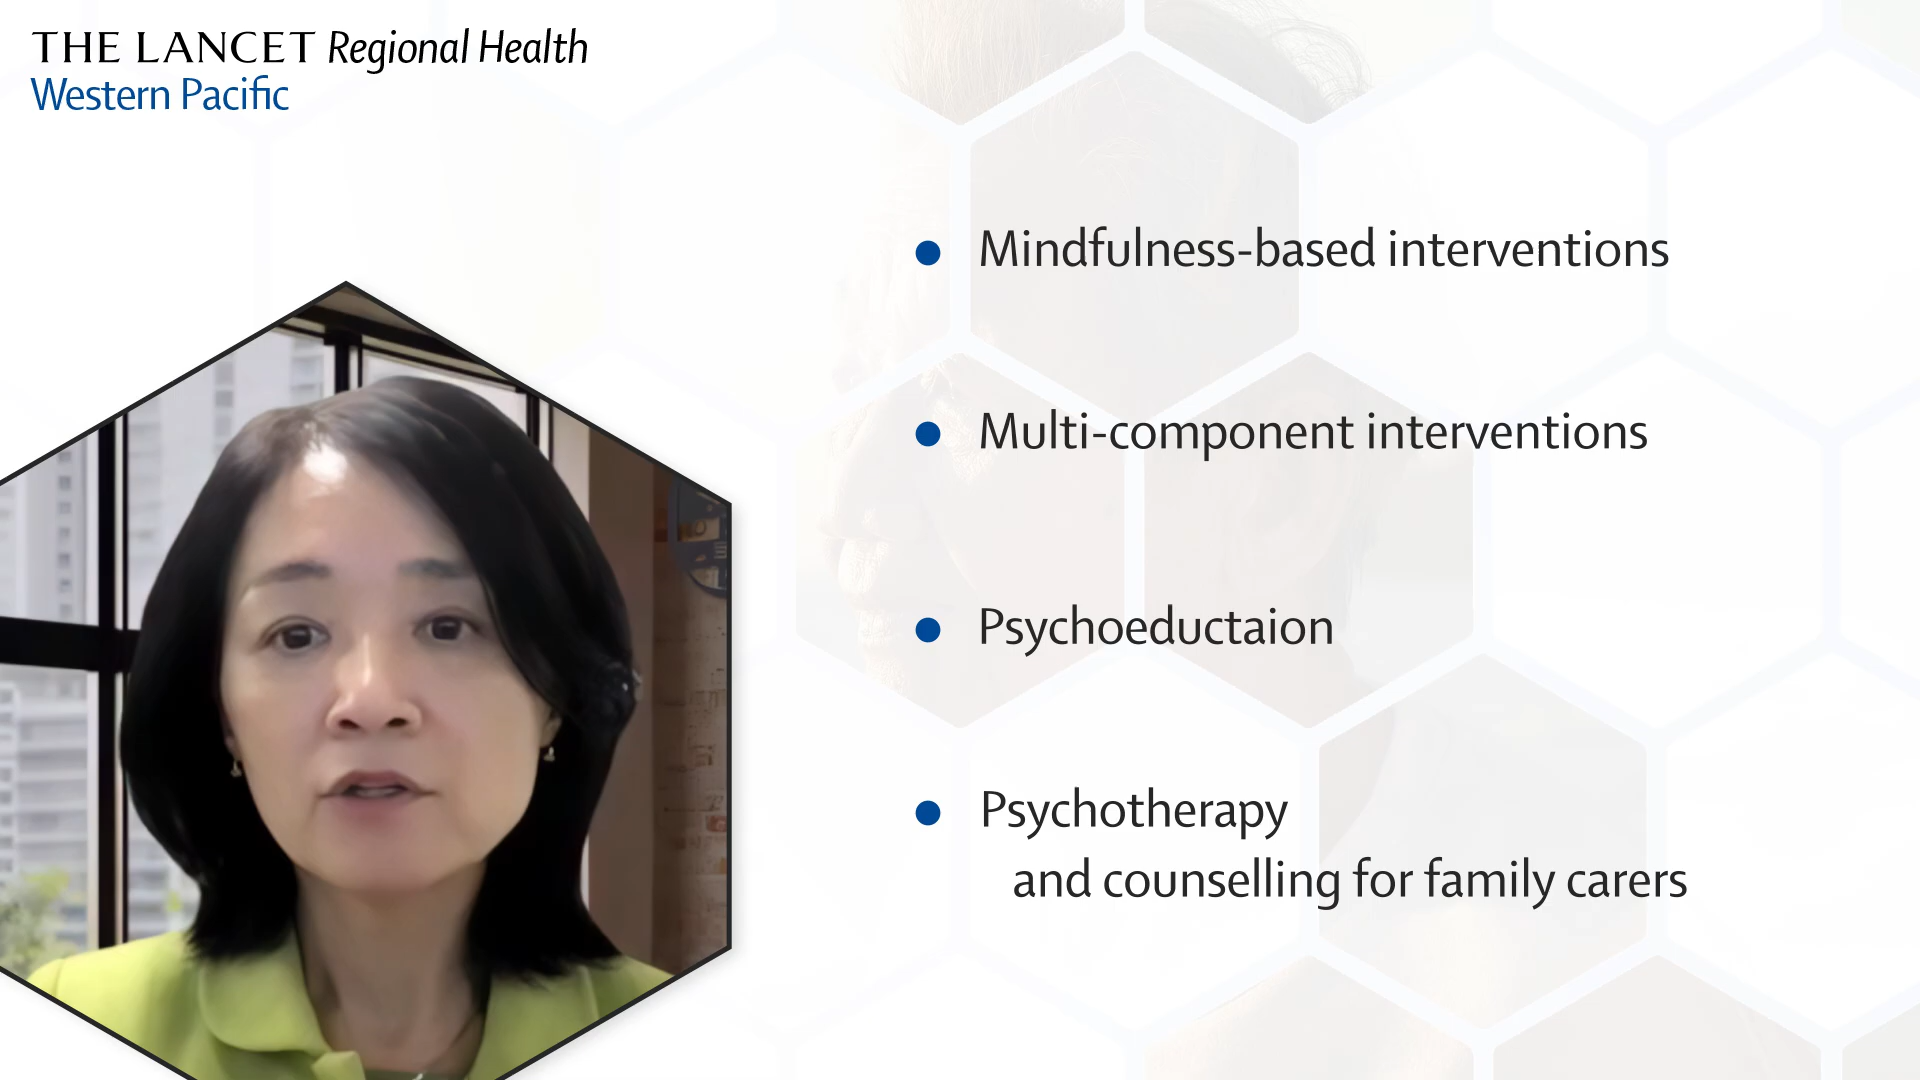 THE LANCET Regional Health
Western Pacific
Mindfulness-based interventions
Multi-component interventions
Psychoeductaion
Psychotherapy
and counselling for family carers